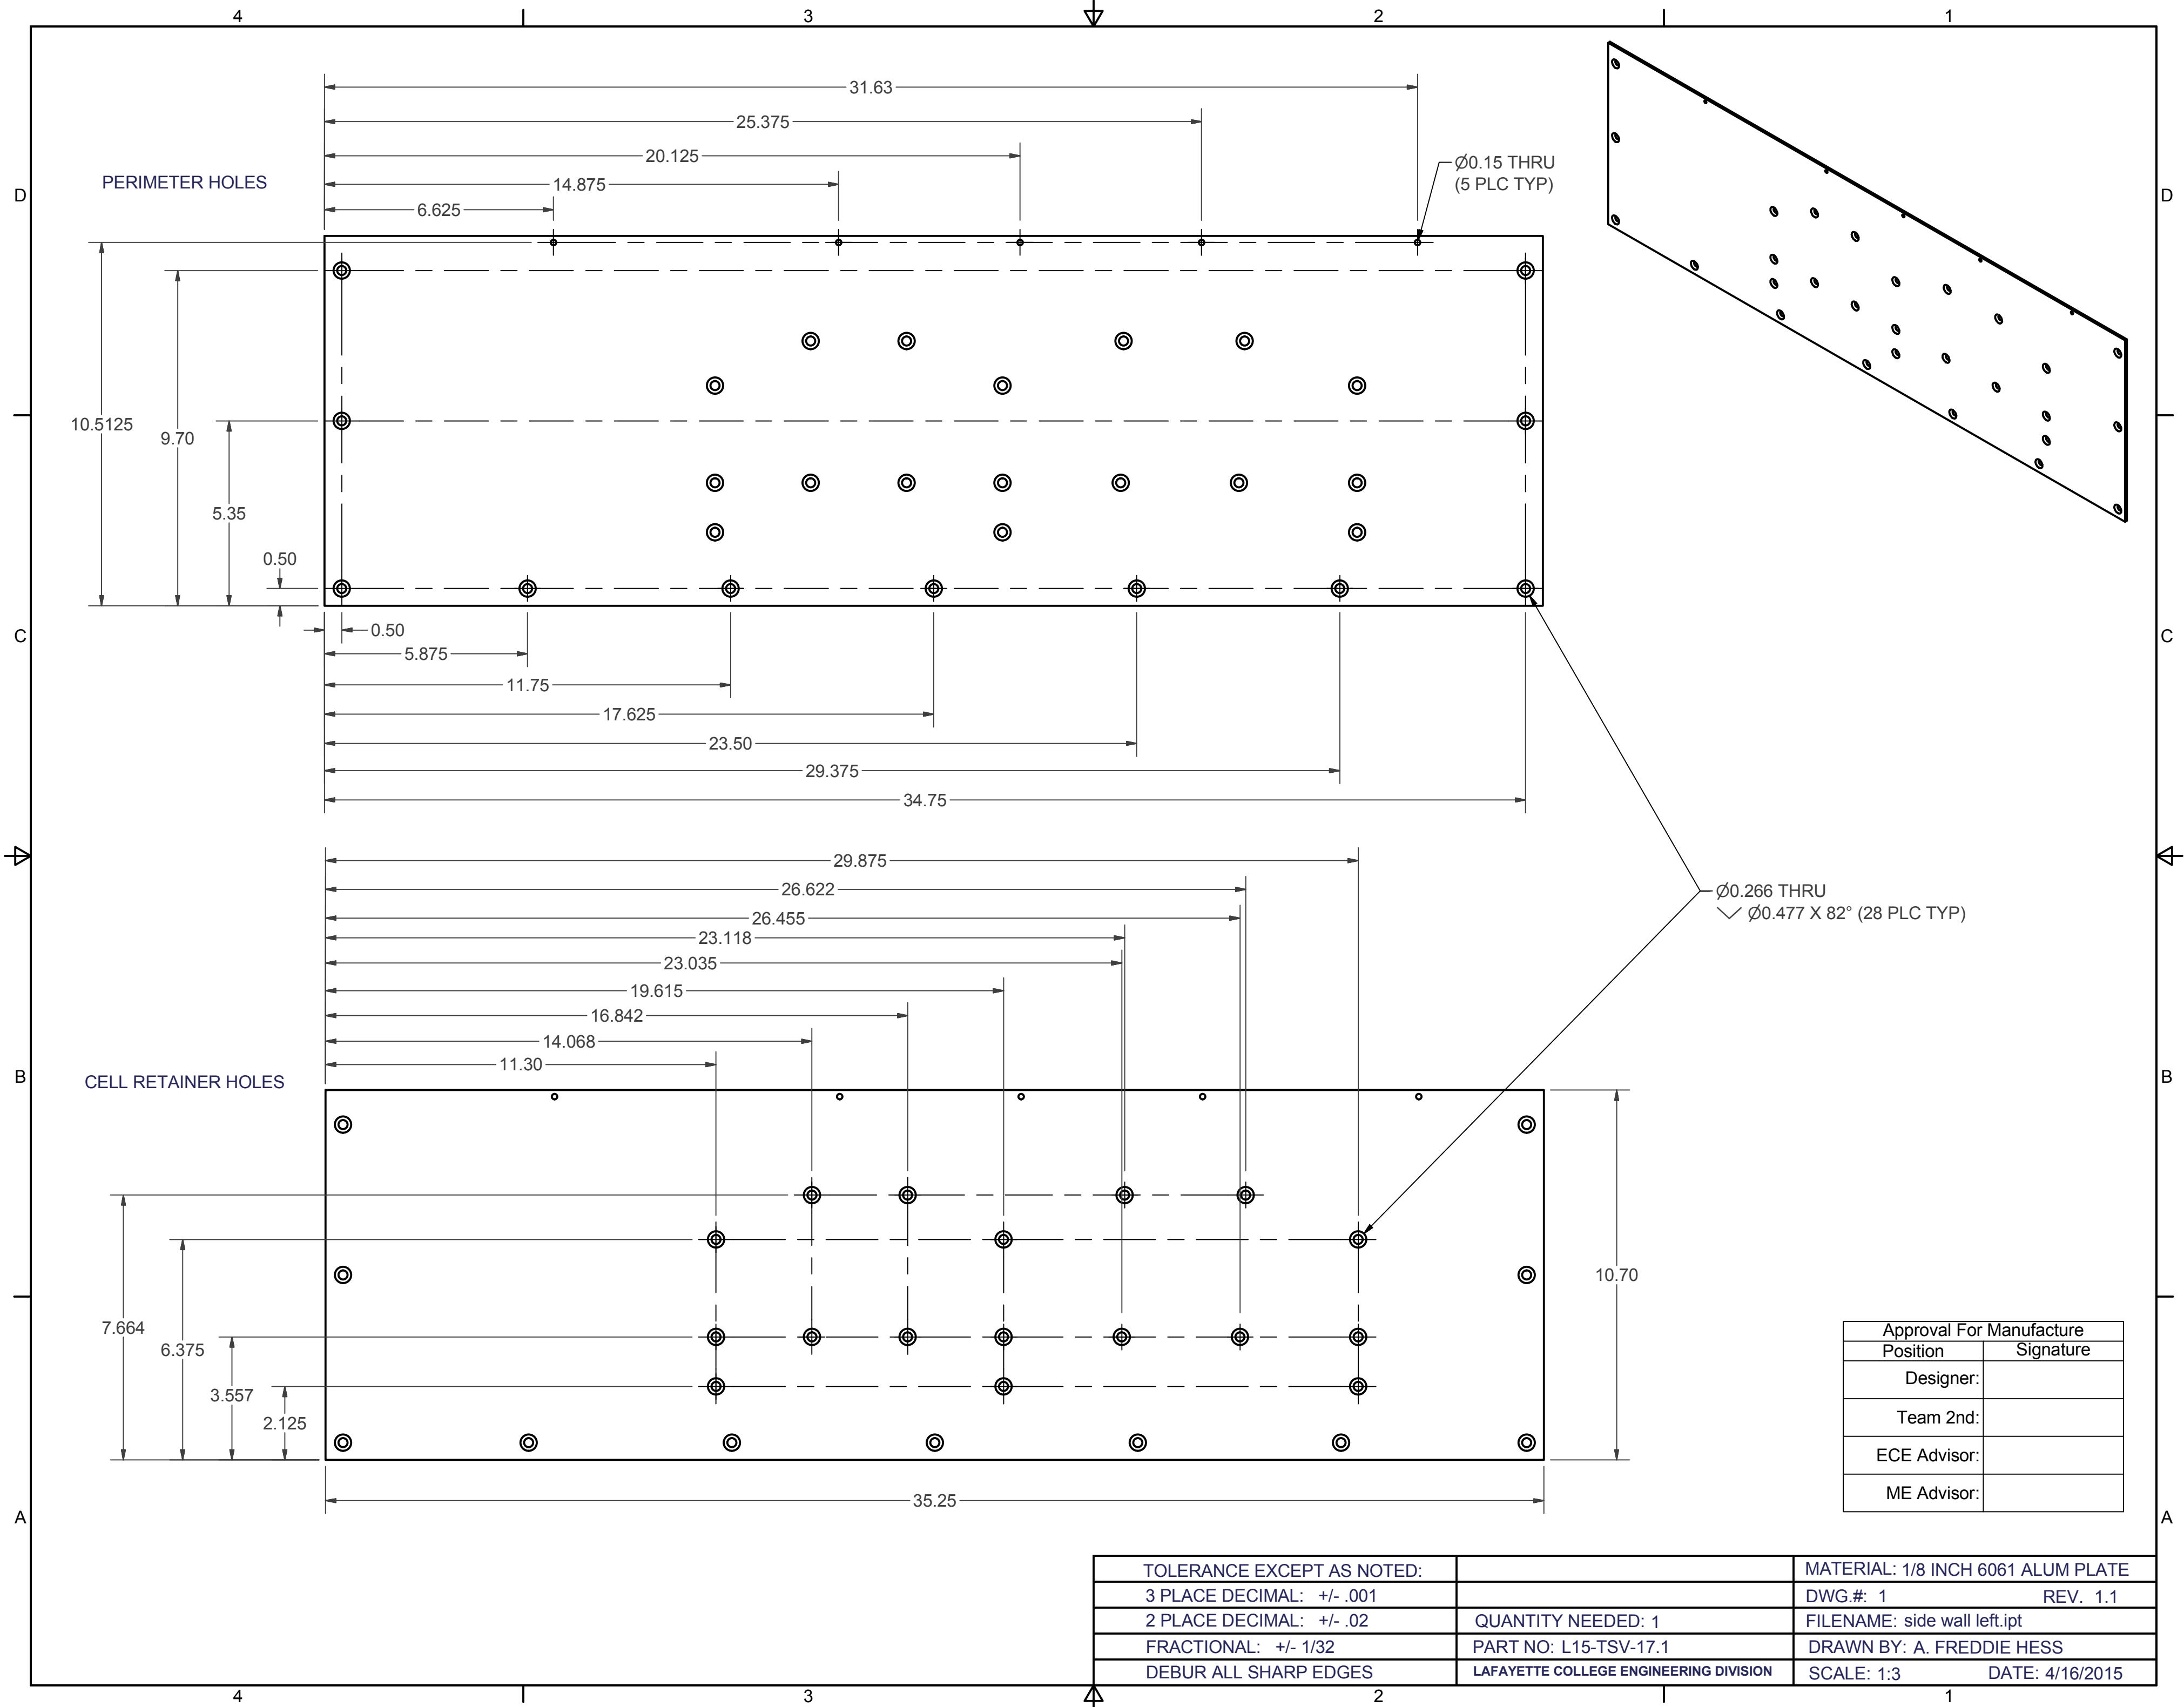 4 3 2 1
31.63
25.375
20.125
14.875
6.625
PERIMETER HOLES
Ø0.15 THRU
(5 PLC TYP)
D D
10.5125
9.70
5.35
0.50
0.50
5.875
11.75
17.625
23.50
29.375
34.75
C C
29.875
26.622
26.455
23.118
23.035
19.615
16.842
14.068
11.30
Ø0.266 THRU
Ø0.477 X 82° (28 PLC TYP)
CELL RETAINER HOLES
B B
10.70
7.664
6.375
3.557
2.125
35.25
A A
Approval For Manufacture
Position Signature
Designer:
Team 2nd:
ECE Advisor:
ME Advisor:
TOLERANCE EXCEPT AS NOTED:
3 PLACE DECIMAL: +/- .001
2 PLACE DECIMAL: +/- .02
FRACTIONAL: +/- 1/32
DEBUR ALL SHARP EDGES
QUANTITY NEEDED: 1
PART NO: L15-TSV-17.1
LAFAYETTE COLLEGE ENGINEERING DIVISION
MATERIAL: 1/8 INCH 6061 ALUM PLATE
DWG.#: 1 REV. 1.1
FILENAME: side wall left.ipt
DRAWN BY: A. FREDDIE HESS
SCALE: 1:3 DATE: 4/16/2015
4 3 2 1